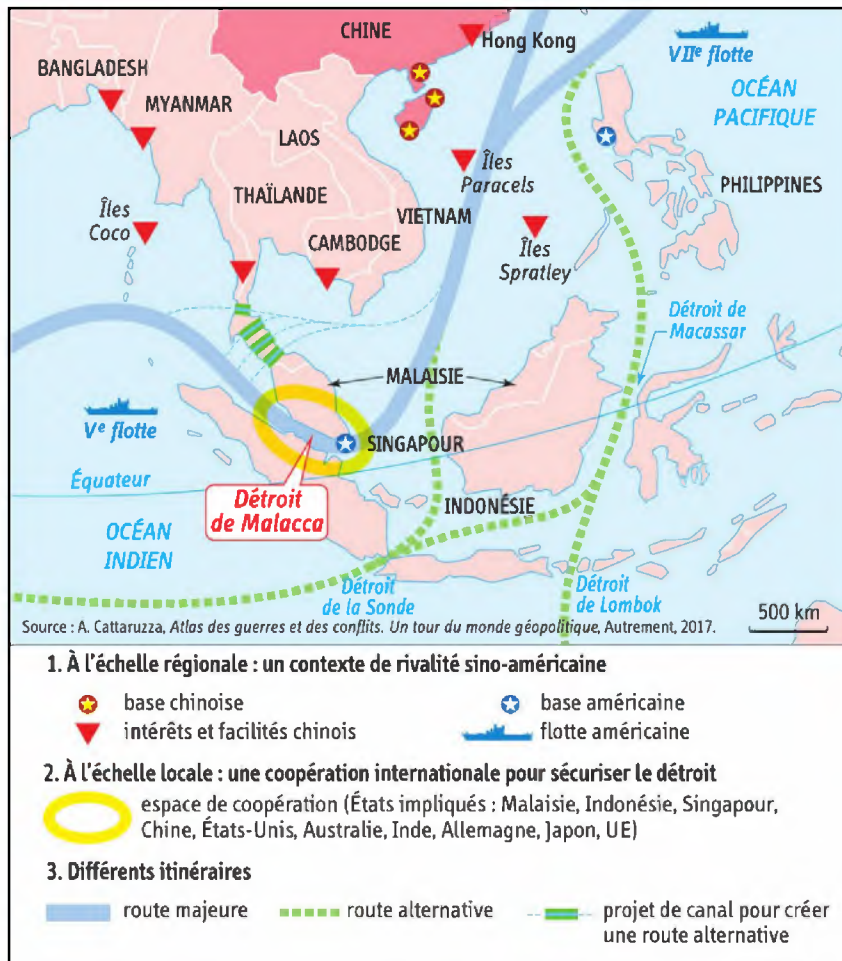 CHINE
Hong Kong
VIIe flotte
BANGLADESH
MYANMAR
OCÉAN
PACIFIQUE
LAOS
Îles
Paracels
PHILIPPINES
THAÏLANDE
Îles
Coco
VIETNAM
CAMBODGE
Îles
Spratley
Détroit de
Macassar
MALAISIE
Ve flotte
SINGAPOUR
Équateur
Détroit
de Malacca
INDONÉSIE
OCÉAN
INDIEN
Détroit
de la Sonde
Détroit
de Lombok
500 km
Source : A. Cattaruzza, Atlas des guerres et des conflits. Un tour du monde géopolitique, Autrement, 2017.
1. À l'échelle régionale : un contexte de rivalité sino-américaine
base chinoise
base américaine
intérêts et facilités chinois
flotte américaine
2. À l'échelle locale : une coopération internationale pour sécuriser le détroit
espace de coopération (États impliqués : Malaisie, Indonésie, Singapour,
Chine, États-Unis, Australie, Inde, Allemagne, Japon, UE)
3. Différents itinéraires
route majeure
route alternative
projet de canal pour créer
une route alternative